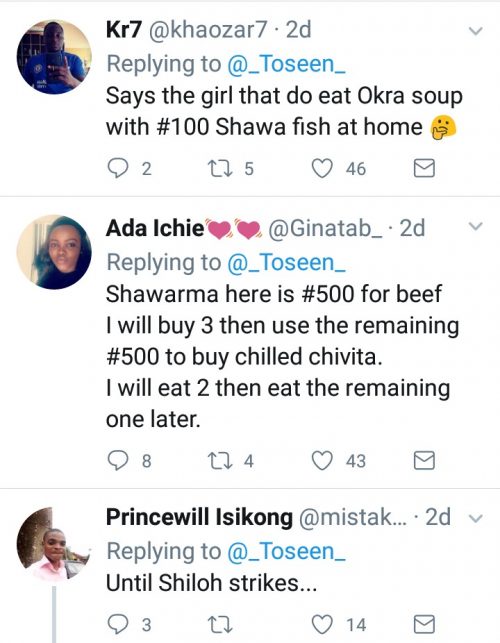 Kr7 @khaozar7 · 2d
Replying to @_Toseen_
Says the girl that do eat Okra soup
with #100 Shawa fish at home 🤔
2 5 46
Ada Ichie💓💓 @Ginatab_ · 2d
Replying to @_Toseen_
Shawarma here is #500 for beef
I will buy 3 then use the remaining
#500 to buy chilled chivita.
I will eat 2 then eat the remaining
one later.
8 4 43
Princewill Isikong @mistak... · 2d
Replying to @_Toseen_
Until Shiloh strikes...
3 14